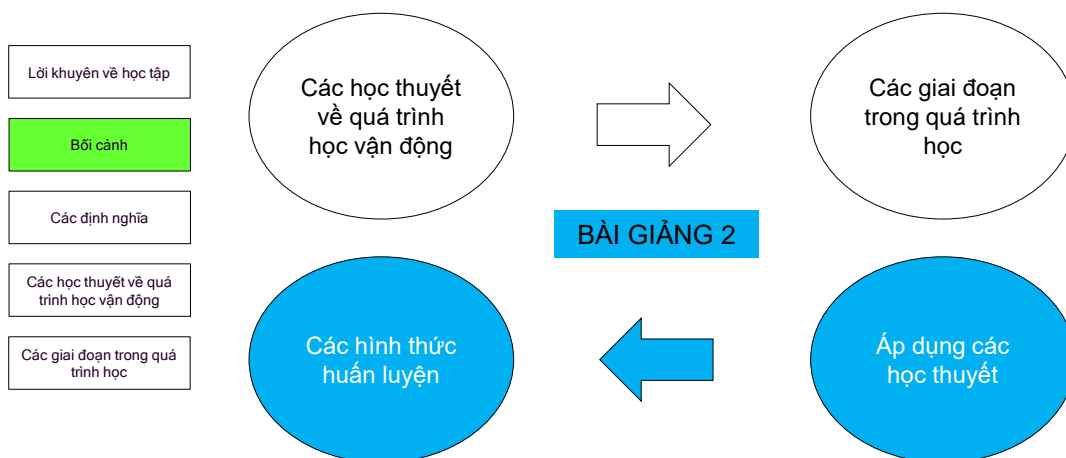 Lời khuyên về học tập
Bối cảnh
Các định nghĩa
Các học thuyết về quá
trình học vận động
Các giai đoạn trong quá
trình học
Các học thuyết
về quá trình
học vận động
Các giai đoạn
trong quá trình
học
BÀI GIẢNG 2
Các hình thức
huấn luyện
Áp dụng các
học thuyết